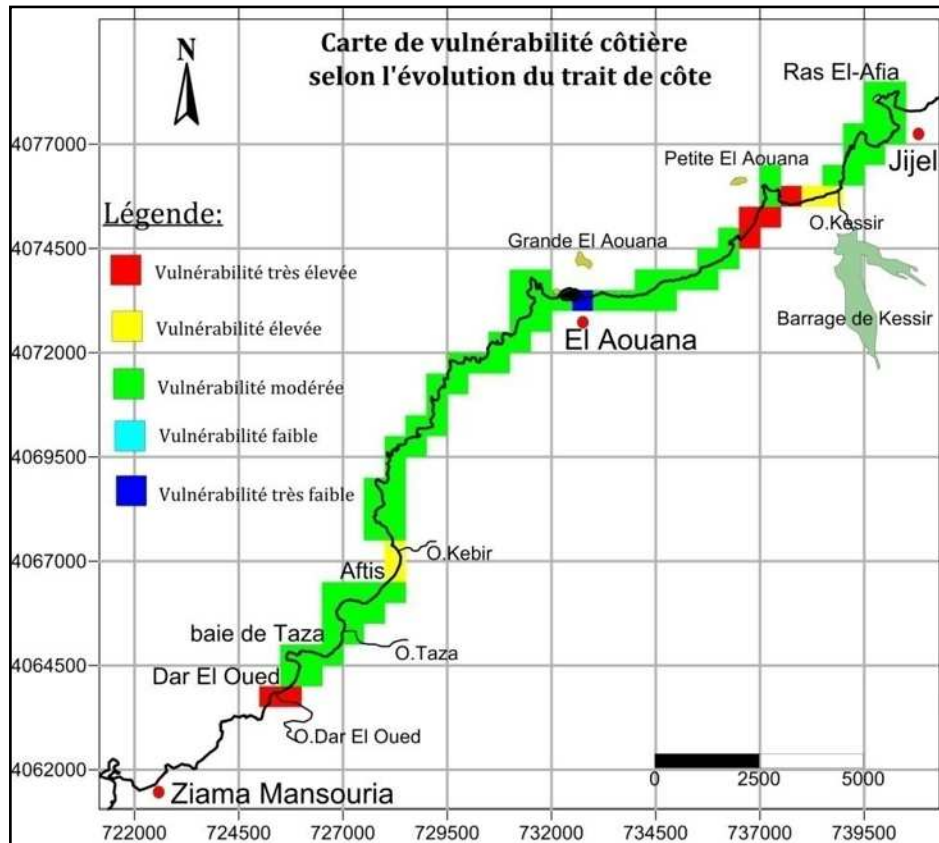 Carte de vulnérabilité côtière
selon l'évolution du trait de côte
N
Ras El-Afia
Jijel
Petite El Aouana
O.Kessir
Grande El Aouana
Barrage de Kessir
El Aouana
Légende:
Vulnérabilité très élevée
Vulnérabilité élevée
Vulnérabilité modérée
Vulnérabilité faible
Vulnérabilité très faible
O.Kebir
Aftis
baie de Taza
O.Taza
Dar El Oued
O.Dar El Oued
Ziama Mansouria
4077000
4074500
4072000
4069500
4067000
4064500
4062000
0 2500 5000
722000 724500 727000 729500 732000 734500 737000 739500